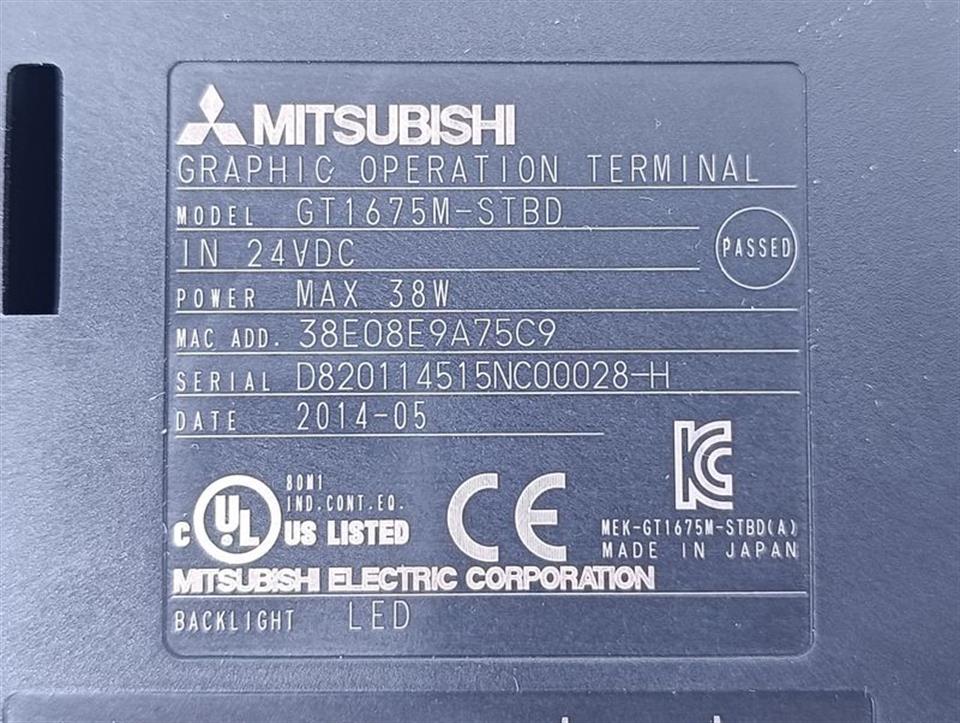 MITSUBISHI
GRAPHIC OPERATION TERMINAL
MODEL GT1675M-STBD
IN 24VDC
PASSED
POWER MAX 38W
MAC ADD. 38E08E9A75C9
SERIAL D820114515NC00028-H
DATE 2014-05
80M1
IND.CONT.EQ.
C UL US LISTED
CE
KC
MEK-GT1675M-STBD(A)
MADE IN JAPAN
MITSUBISHI ELECTRIC CORPORATION
BACKLIGHT LED